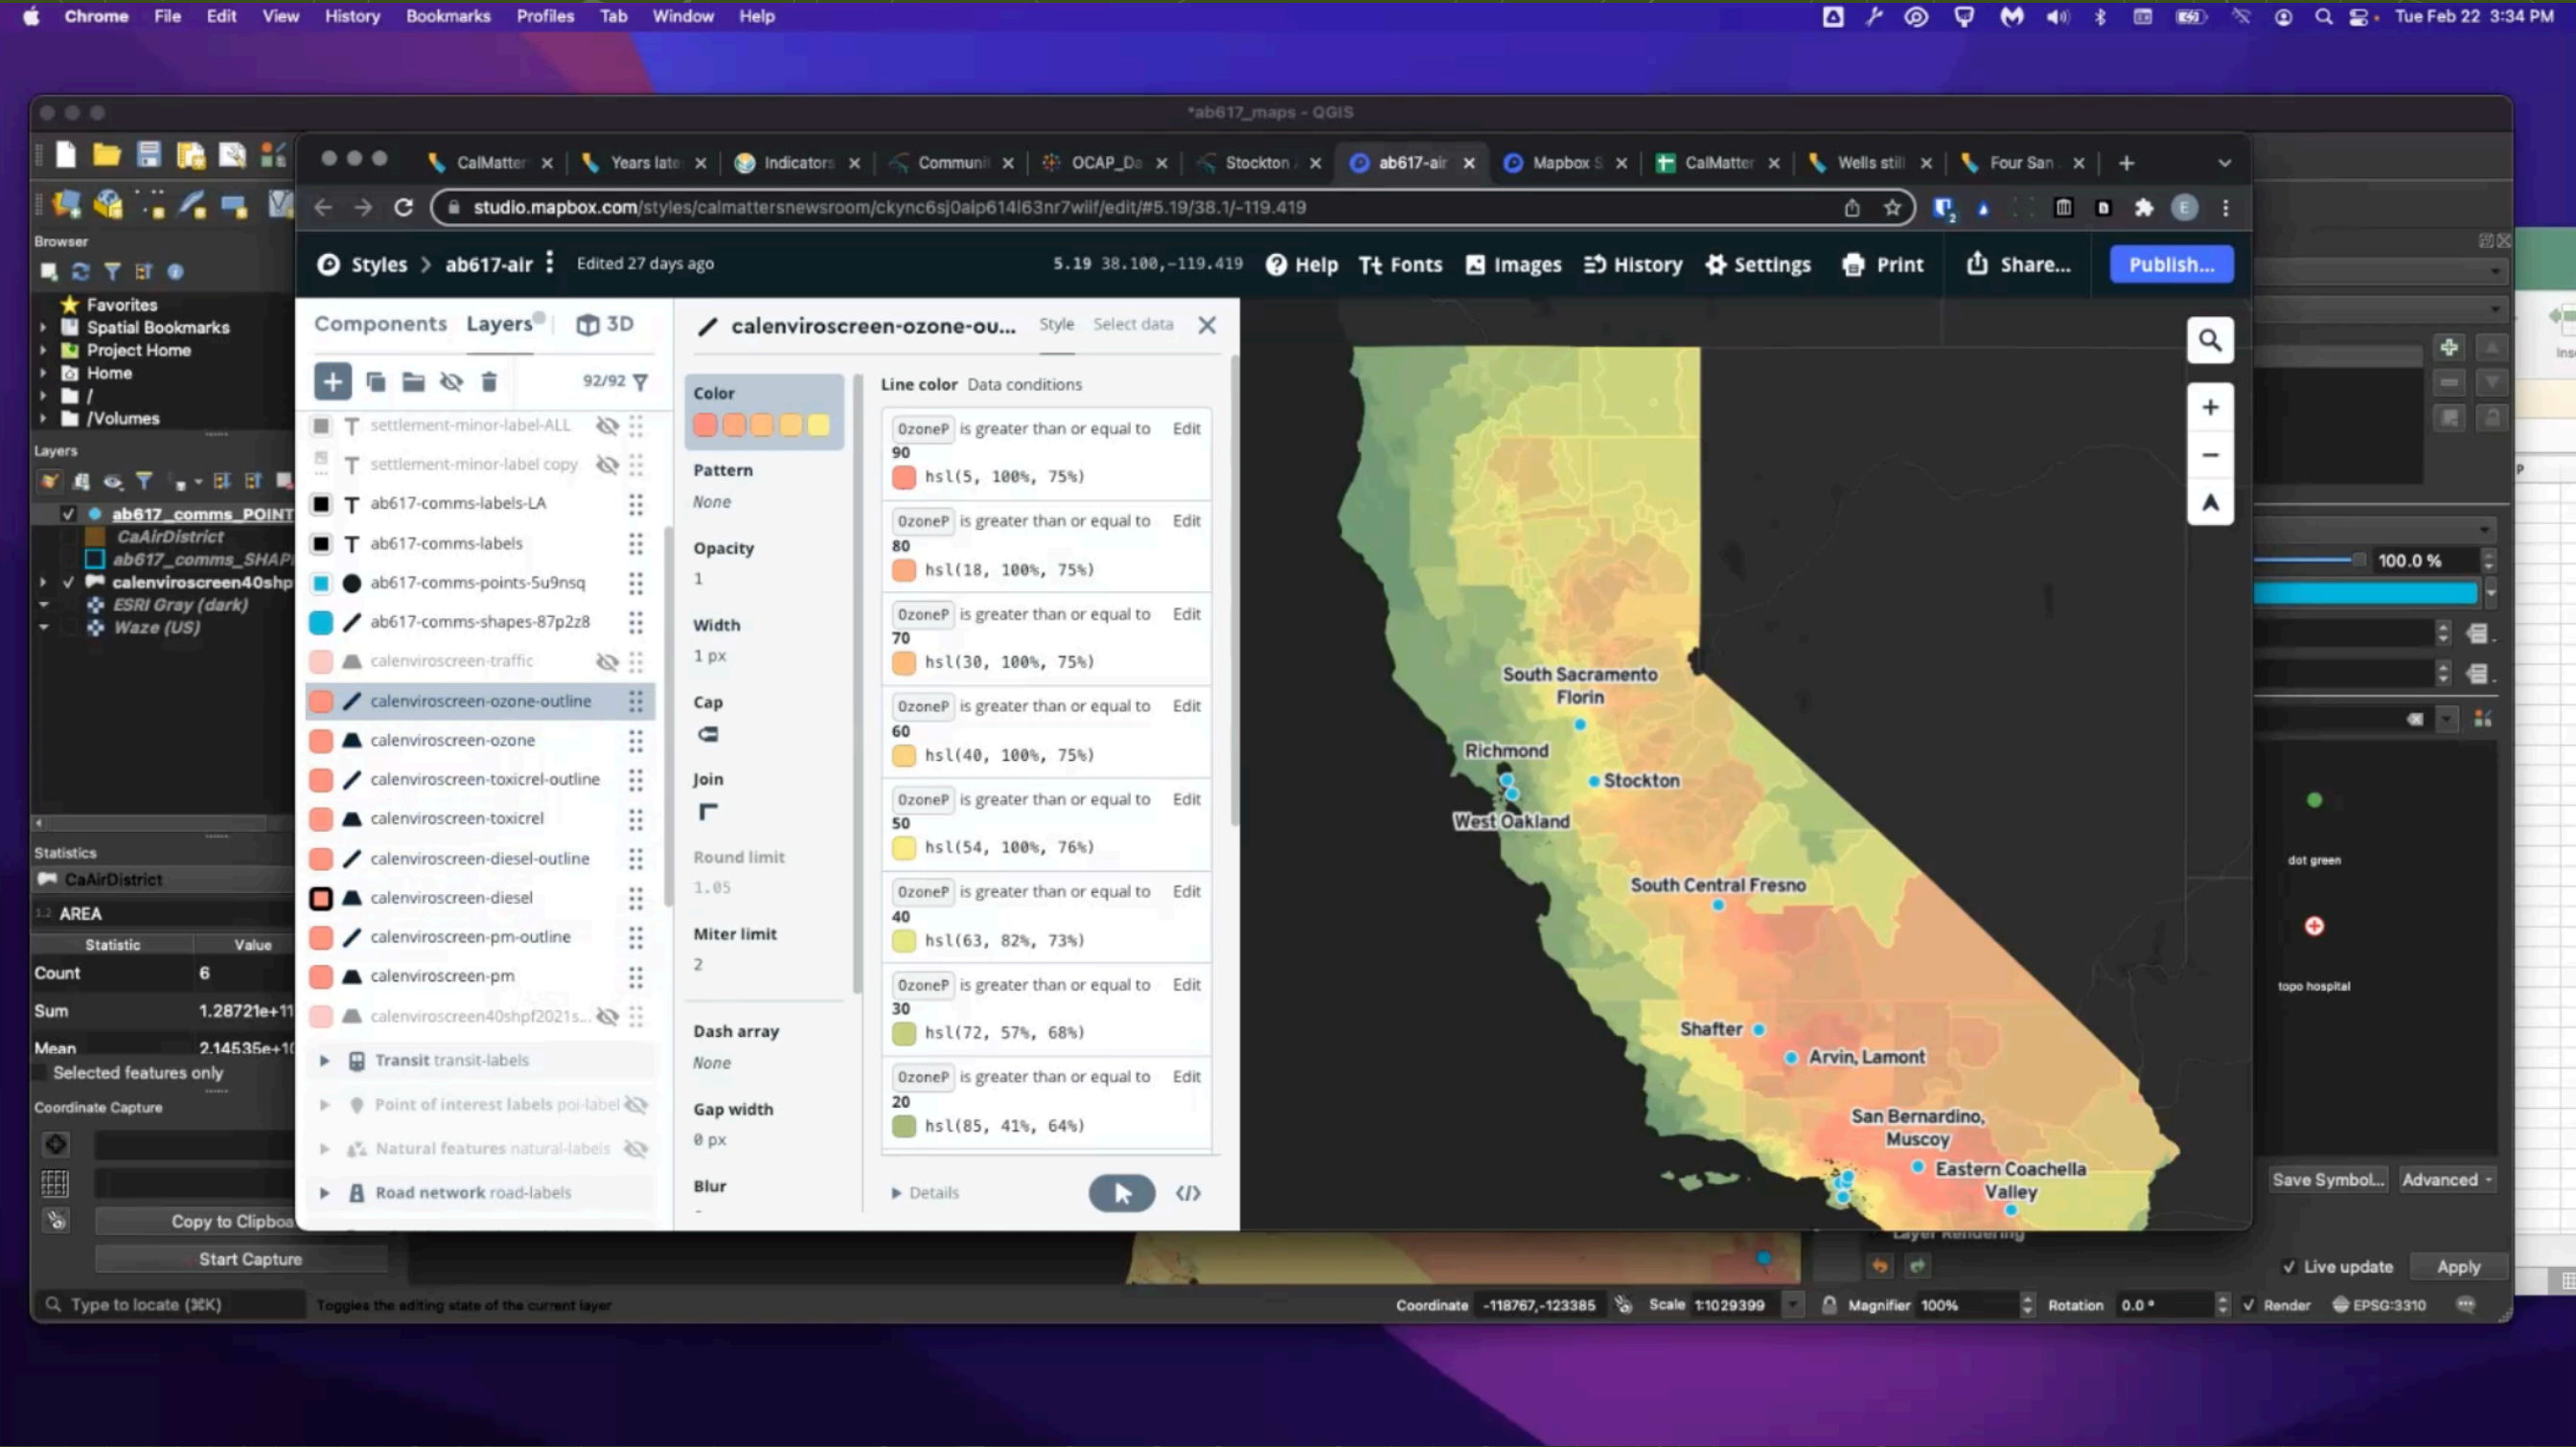 Chrome File Edit View History Bookmarks Profiles Tab Window Help
Tue Feb 22 3:34 PM
*ab617_maps - QGIS
CalMatter
Years late
Indicators
Communi
OCAP_Da
Stockton
ab617-air
Mapbox S
CalMatter
Wells still
Four San
studio.mapbox.com/styles/calmattersnewsroom/ckync6sj0aip614l63nr7wiif/edit/#5.19/38.1/-119.419
2
E
Styles > ab617-air
Edited 27 days ago
5.19 38.100,-119.419
Help
Fonts
Images
History
Settings
Print
Share...
Publish...
Browser
Favorites
Spatial Bookmarks
Project Home
Home
/
/Volumes
Layers
ab617_comms_POINT
CaAirDistrict
ab617_comms_SHAP
calenviroscreen40shp
ESRI Gray (dark)
Waze (US)
Statistics
CaAirDistrict
1.2 AREA
Statistic Value
Count 6
Sum 1.28721e+11
Mean 2.14535e+10
Selected features only
Coordinate Capture
Copy to Clipboa
Start Capture
Type to locate (⌘K)
Toggles the editing state of the current layer
Components Layers 3D
92/92
settlement-minor-label-ALL
settlement-minor-label copy
ab617-comms-labels-LA
ab617-comms-labels
ab617-comms-points-5u9nsq
ab617-comms-shapes-87p2z8
calenviroscreen-traffic
calenviroscreen-ozone-outline
calenviroscreen-ozone
calenviroscreen-toxicrel-outline
calenviroscreen-toxicrel
calenviroscreen-diesel-outline
calenviroscreen-diesel
calenviroscreen-pm-outline
calenviroscreen-pm
calenviroscreen40shpf2021s...
Transit transit-labels
Point of interest labels poi-label
Natural features natural-labels
Road network road-labels
calenviroscreen-ozone-ou...
Style
Select data
Color
Pattern
None
Opacity
1
Width
1 px
Cap
Join
Round limit
1.05
Miter limit
2
Dash array
None
Gap width
0 px
Blur
Line color Data conditions
OzoneP is greater than or equal to Edit
90
hsl(5, 100%, 75%)
OzoneP is greater than or equal to Edit
80
hsl(18, 100%, 75%)
OzoneP is greater than or equal to Edit
70
hsl(30, 100%, 75%)
OzoneP is greater than or equal to Edit
60
hsl(40, 100%, 75%)
OzoneP is greater than or equal to Edit
50
hsl(54, 100%, 76%)
OzoneP is greater than or equal to Edit
40
hsl(63, 82%, 73%)
OzoneP is greater than or equal to Edit
30
hsl(72, 57%, 68%)
OzoneP is greater than or equal to Edit
20
hsl(85, 41%, 64%)
Details
</>
South Sacramento
Florin
Richmond
Stockton
West Oakland
South Central Fresno
Shafter
Arvin, Lamont
San Bernardino,
Muscoy
Eastern Coachella
Valley
100.0 %
dot green
topo hospital
Save Symbol...
Advanced
Layer Rendering
Live update
Apply
Coordinate -118767,-123385
Scale 1:1029399
Magnifier 100%
Rotation 0.0 °
Render
EPSG:3310
Ins
P